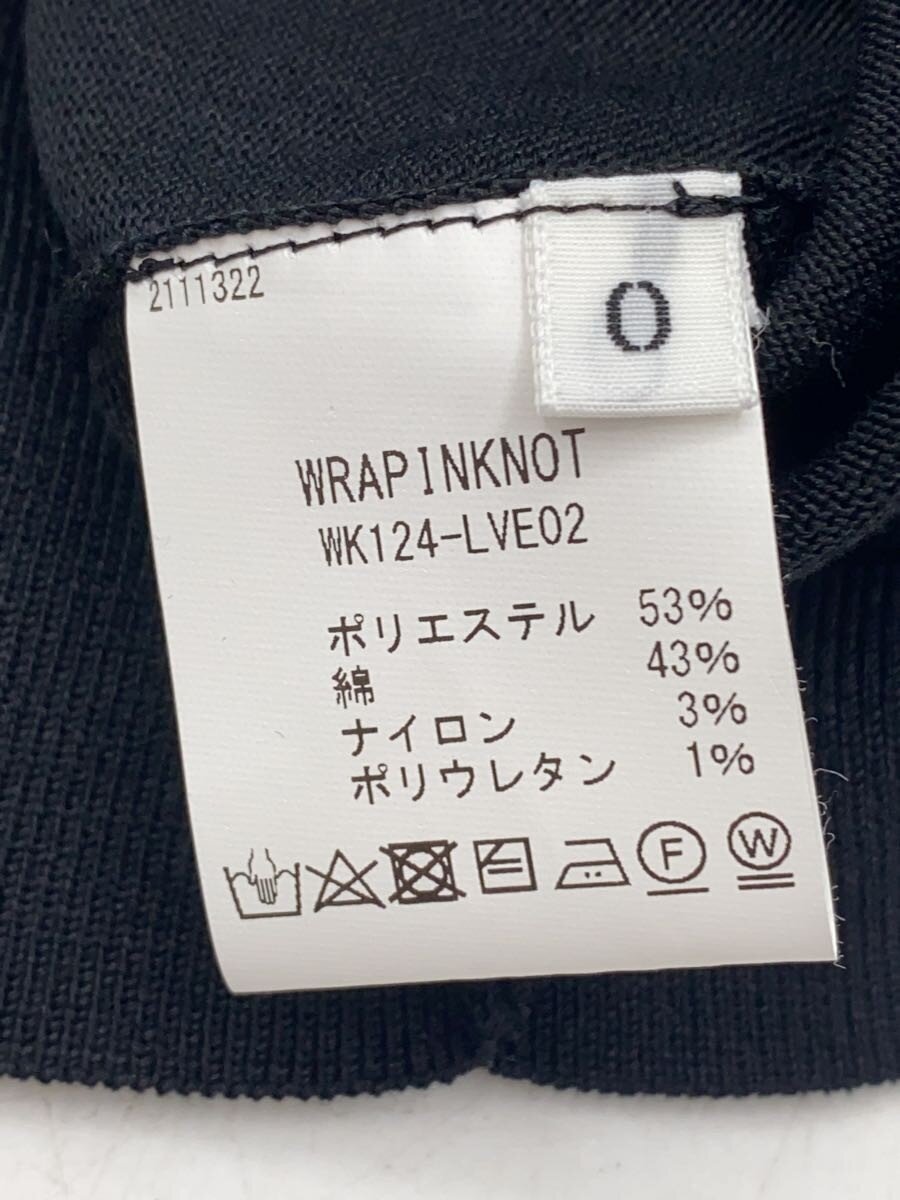 2111322
0
WRAPINKNOT
WK124-LVE02
ポリエステル 53%
綿 43%
ナイロン 3%
ポリウレタン 1%
F W